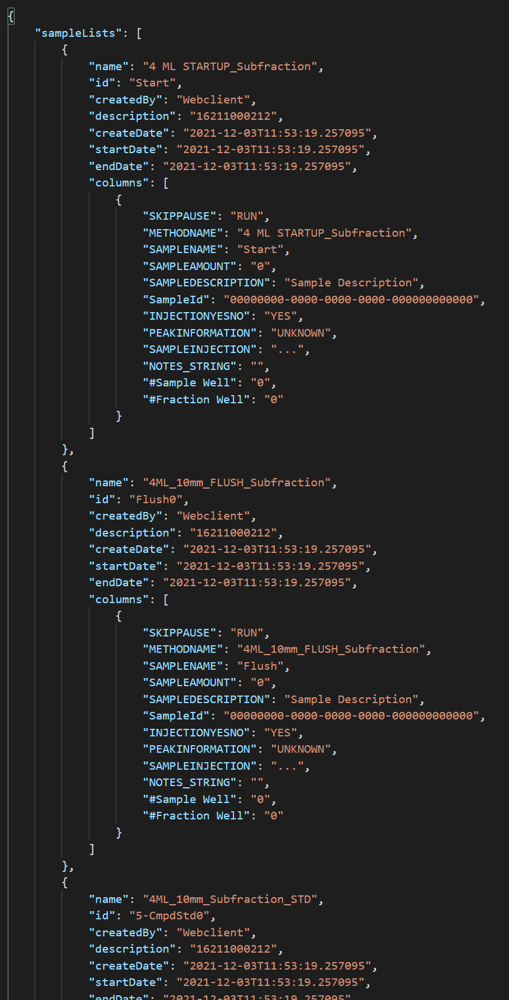 {
"sampleLists": [
{
"name": "4 ML STARTUP_Subfraction",
"id": "Start",
"createdBy": "Webclient",
"description": "16211000212",
"createDate": "2021-12-03T11:53:19.257095",
"startDate": "2021-12-03T11:53:19.257095",
"endDate": "2021-12-03T11:53:19.257095",
"columns": [
{
"SKIPPAUSE": "RUN",
"METHODNAME": "4 ML STARTUP_Subfraction",
"SAMPLENAME": "Start",
"SAMPLEAMOUNT": "0",
"SAMPLEDESCRIPTION": "Sample Description",
"SampleId": "00000000-0000-0000-0000-000000000000",
"INJECTIONYESNO": "YES",
"PEAKINFORMATION": "UNKNOWN",
"SAMPLEINJECTION": "...",
"NOTES_STRING": "",
"#Sample Well": "0",
"#Fraction Well": "0"
}
]
},
{
"name": "4ML_10mm_FLUSH_Subfraction",
"id": "Flush0",
"createdBy": "Webclient",
"description": "16211000212",
"createDate": "2021-12-03T11:53:19.257095",
"startDate": "2021-12-03T11:53:19.257095",
"endDate": "2021-12-03T11:53:19.257095",
"columns": [
{
"SKIPPAUSE": "RUN",
"METHODNAME": "4ML_10mm_FLUSH_Subfraction",
"SAMPLENAME": "Flush",
"SAMPLEAMOUNT": "0",
"SAMPLEDESCRIPTION": "Sample Description",
"SampleId": "00000000-0000-0000-0000-000000000000",
"INJECTIONYESNO": "YES",
"PEAKINFORMATION": "UNKNOWN",
"SAMPLEINJECTION": "...",
"NOTES_STRING": "",
"#Sample Well": "0",
"#Fraction Well": "0"
}
]
},
{
"name": "4ML_10mm_Subfraction_STD",
"id": "5-CmpdStd0",
"createdBy": "Webclient",
"description": "16211000212",
"createDate": "2021-12-03T11:53:19.257095",
"startDate": "2021-12-03T11:53:19.257095",
"endDate": "2021-12-03T11:53:19.257095"